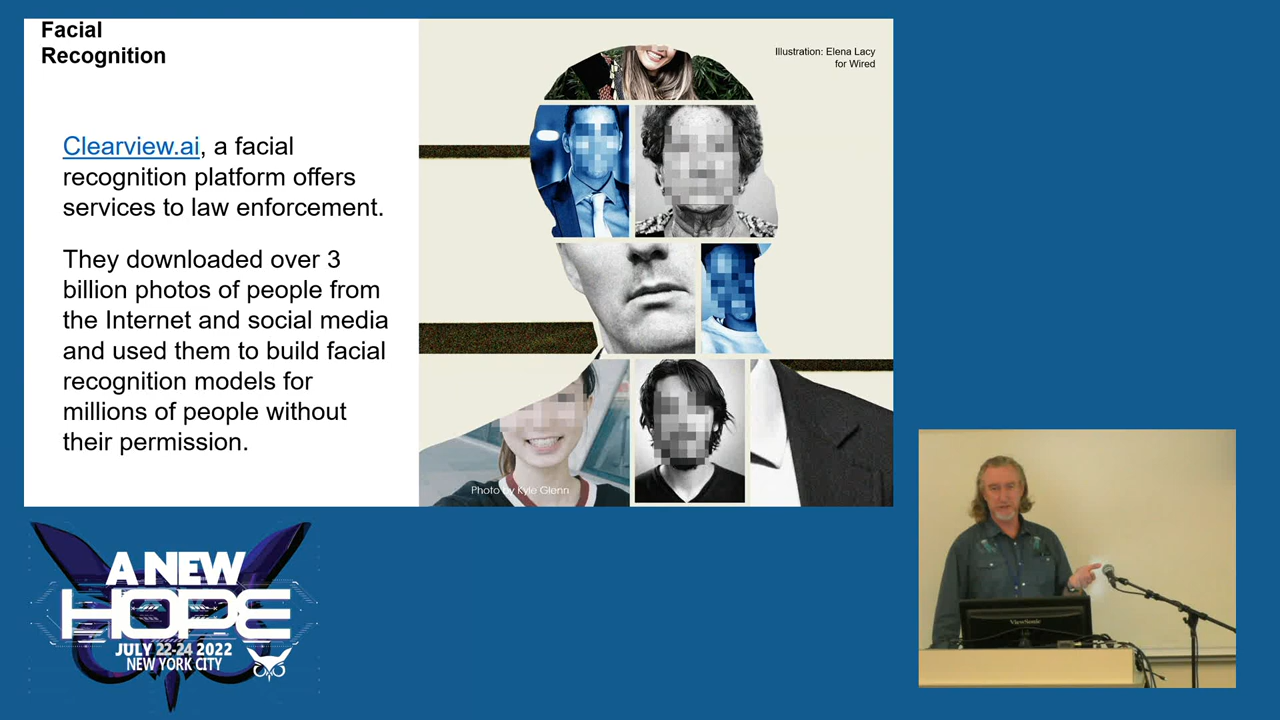 Facial
Recognition
Illustration: Elena Lacy
for Wired
Clearview.ai, a facial
recognition platform offers
services to law enforcement.
They downloaded over 3
billion photos of people from
the Internet and social media
and used them to build facial
recognition models for
millions of people without
their permission.
Photo by Kyle Glenn
A NEW
HOPE
JULY 22-24 2022
NEW YORK CITY
ViewSonic